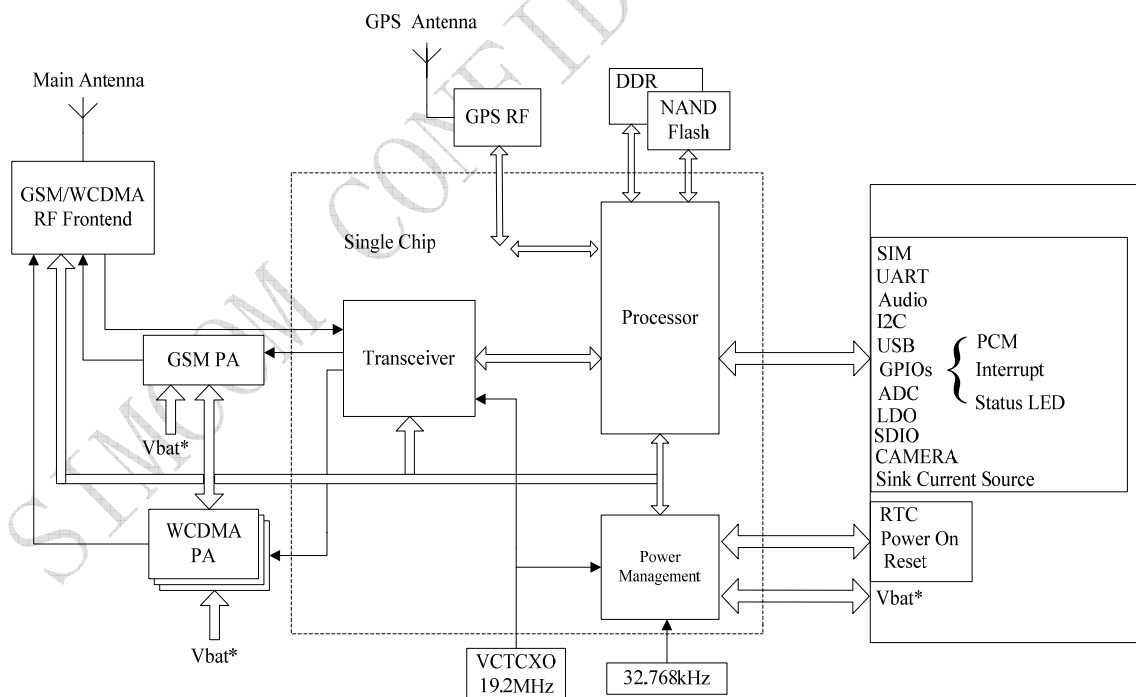 GPS Antenna
Main Antenna
GPS RF
DDR
NAND
Flash
GSM/WCDMA
RF Frontend
Single Chip
Processor
Transceiver
GSM PA
Vbat*
WCDMA
PA
Vbat*
Power
Management
VCTCXO
19.2MHz
32.768kHz
SIM
UART
Audio
I2C
USB
GPIOs
ADC
LDO
SDIO
CAMERA
Sink Current Source
PCM
Interrupt
Status LED
RTC
Power On
Reset
Vbat*
SIMCOM CONFID